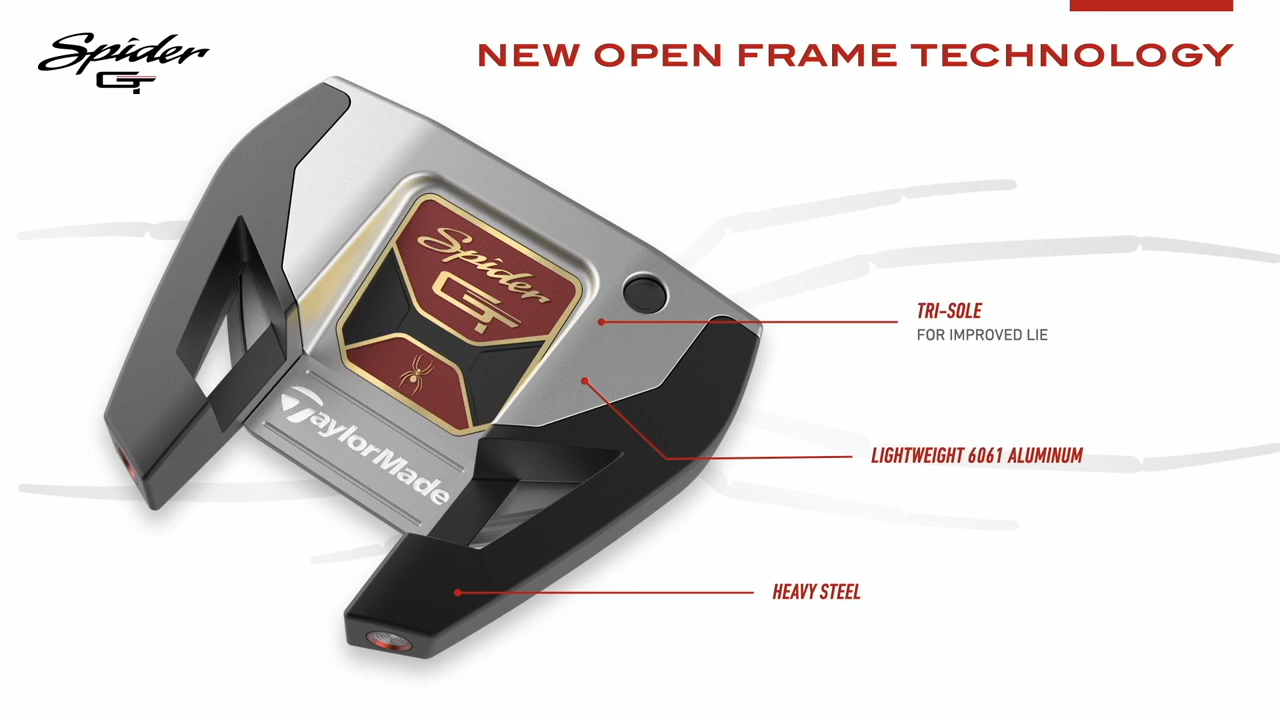 Spider
GT
NEW OPEN FRAME TECHNOLOGY
Spider
GT
TaylorMade
TRI-SOLE
FOR IMPROVED LIE
LIGHTWEIGHT 6061 ALUMINUM
HEAVY STEEL